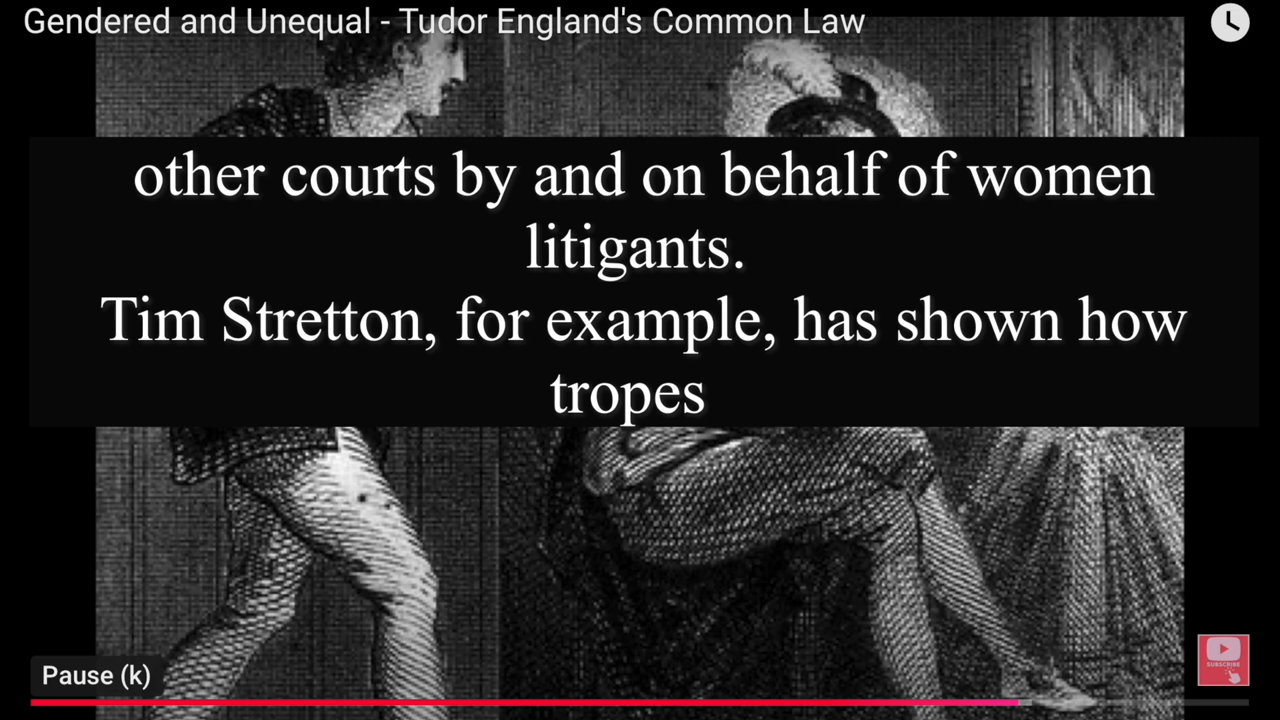 Gendered and Unequal - Tudor England's Common Law
other courts by and on behalf of women
litigants.
Tim Stretton, for example, has shown how
tropes
Pause (k)
SUBSCRIBE